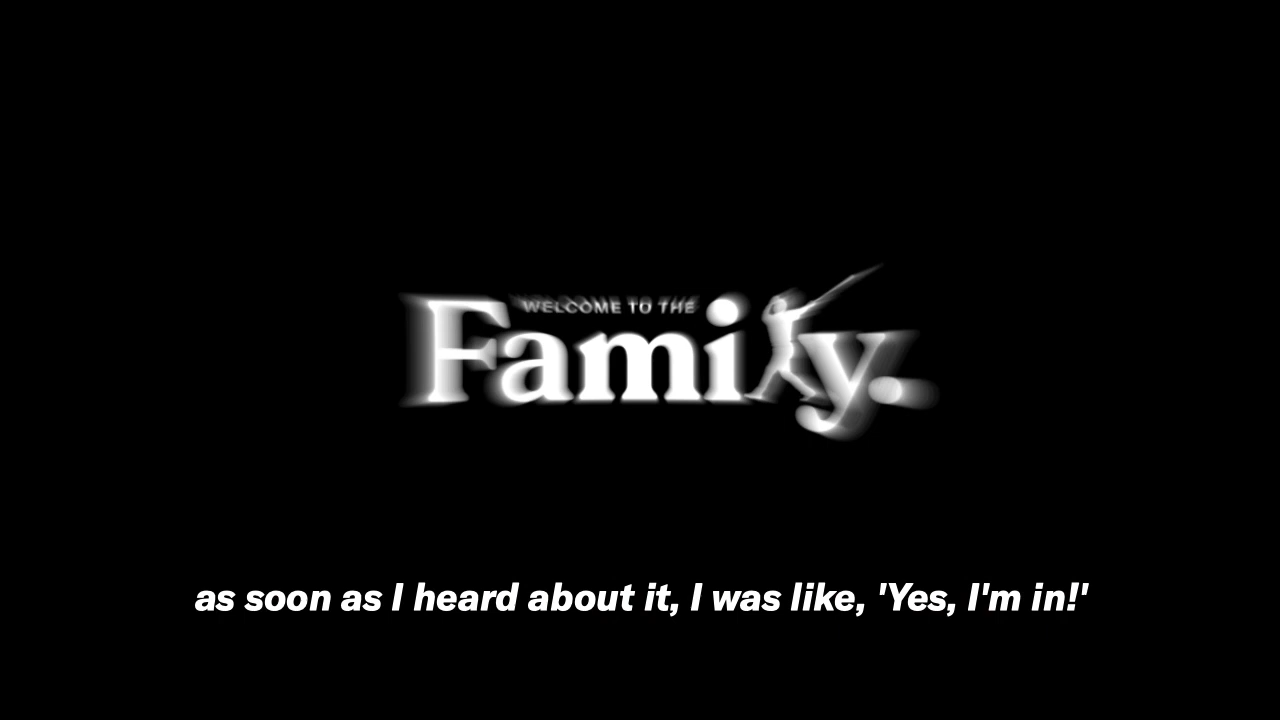 WELCOME TO THE
Family.
as soon as I heard about it, I was like, 'Yes, I'm in!'